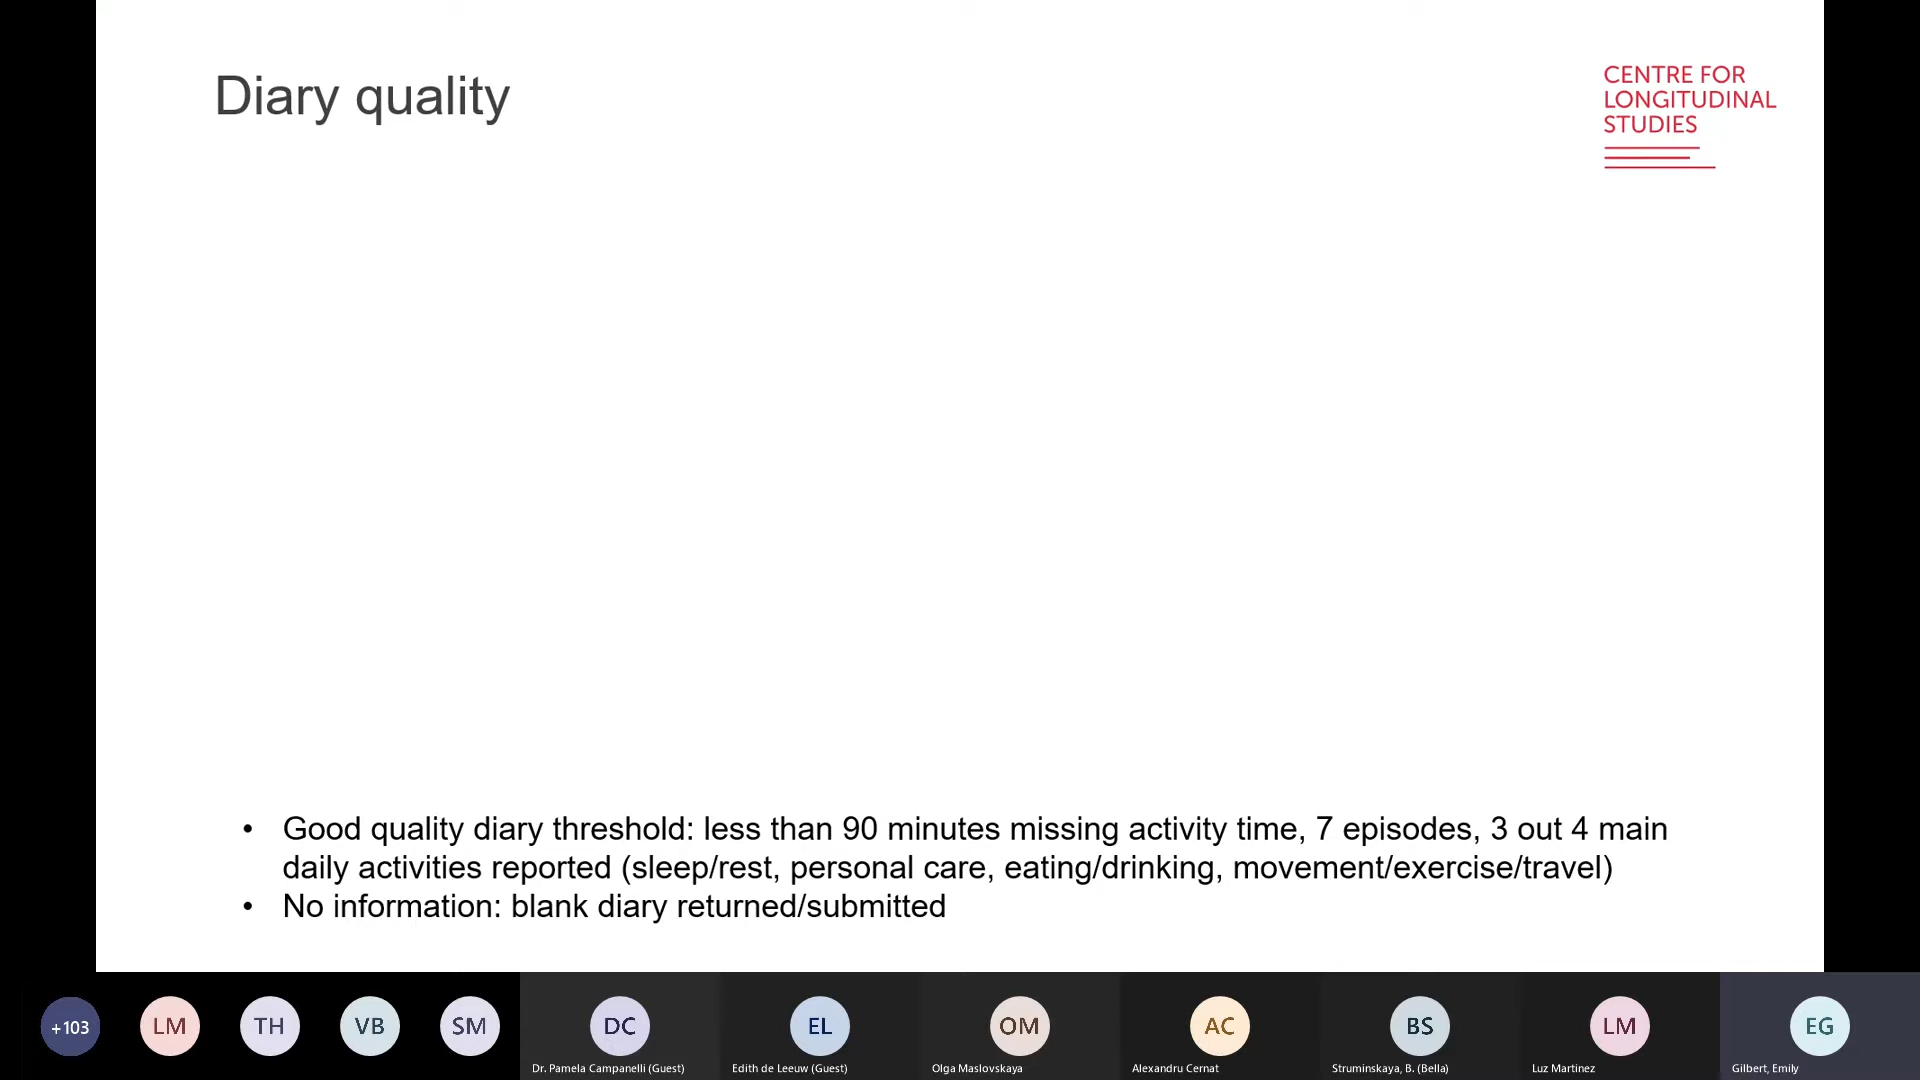 Diary quality
CENTRE FOR
LONGITUDINAL
STUDIES
• Good quality diary threshold: less than 90 minutes missing activity time, 7 episodes, 3 out 4 main
daily activities reported (sleep/rest, personal care, eating/drinking, movement/exercise/travel)
• No information: blank diary returned/submitted
+103
LM
TH
VB
SM
DC
EL
OM
AC
BS
LM
EG
Dr. Pamela Campanelli (Guest)
Edith de Leeuw (Guest)
Olga Maslovskaya
Alexandru Cernat
Struminskaya, B. (Bella)
Luz Martinez
Gilbert, Emily